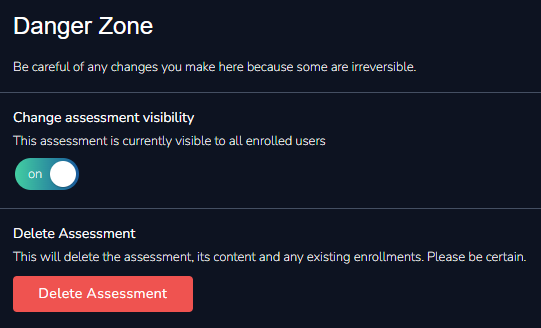 Danger Zone
Be careful of any changes you make here because some are irreversible.
Change assessment visibility
This assessment is currently visible to all enrolled users
on
Delete Assessment
This will delete the assessment, its content and any existing enrollments. Please be certain.
Delete Assessment